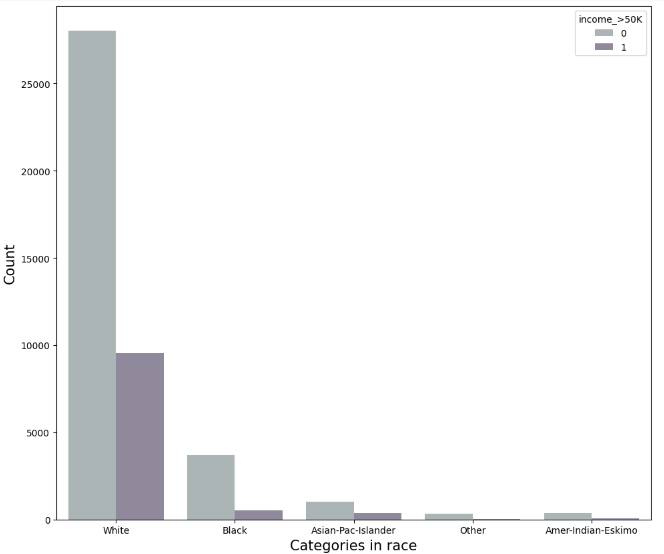 income_>50K
0
1
25000
20000
15000
10000
5000
0
Count
White Black Asian-Pac-Islander Other Amer-Indian-Eskimo
Categories in race